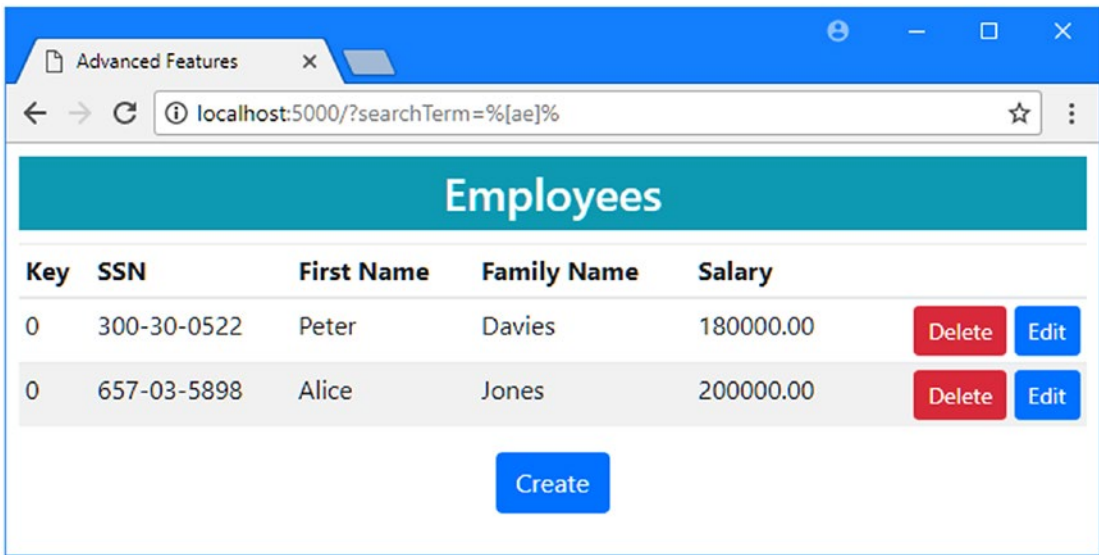 Advanced Features
localhost:5000/?searchTerm=%[ae]%
Employees
Key SSN First Name Family Name Salary
0 300-30-0522 Peter Davies 180000.00 Delete Edit
0 657-03-5898 Alice Jones 200000.00 Delete Edit
Create